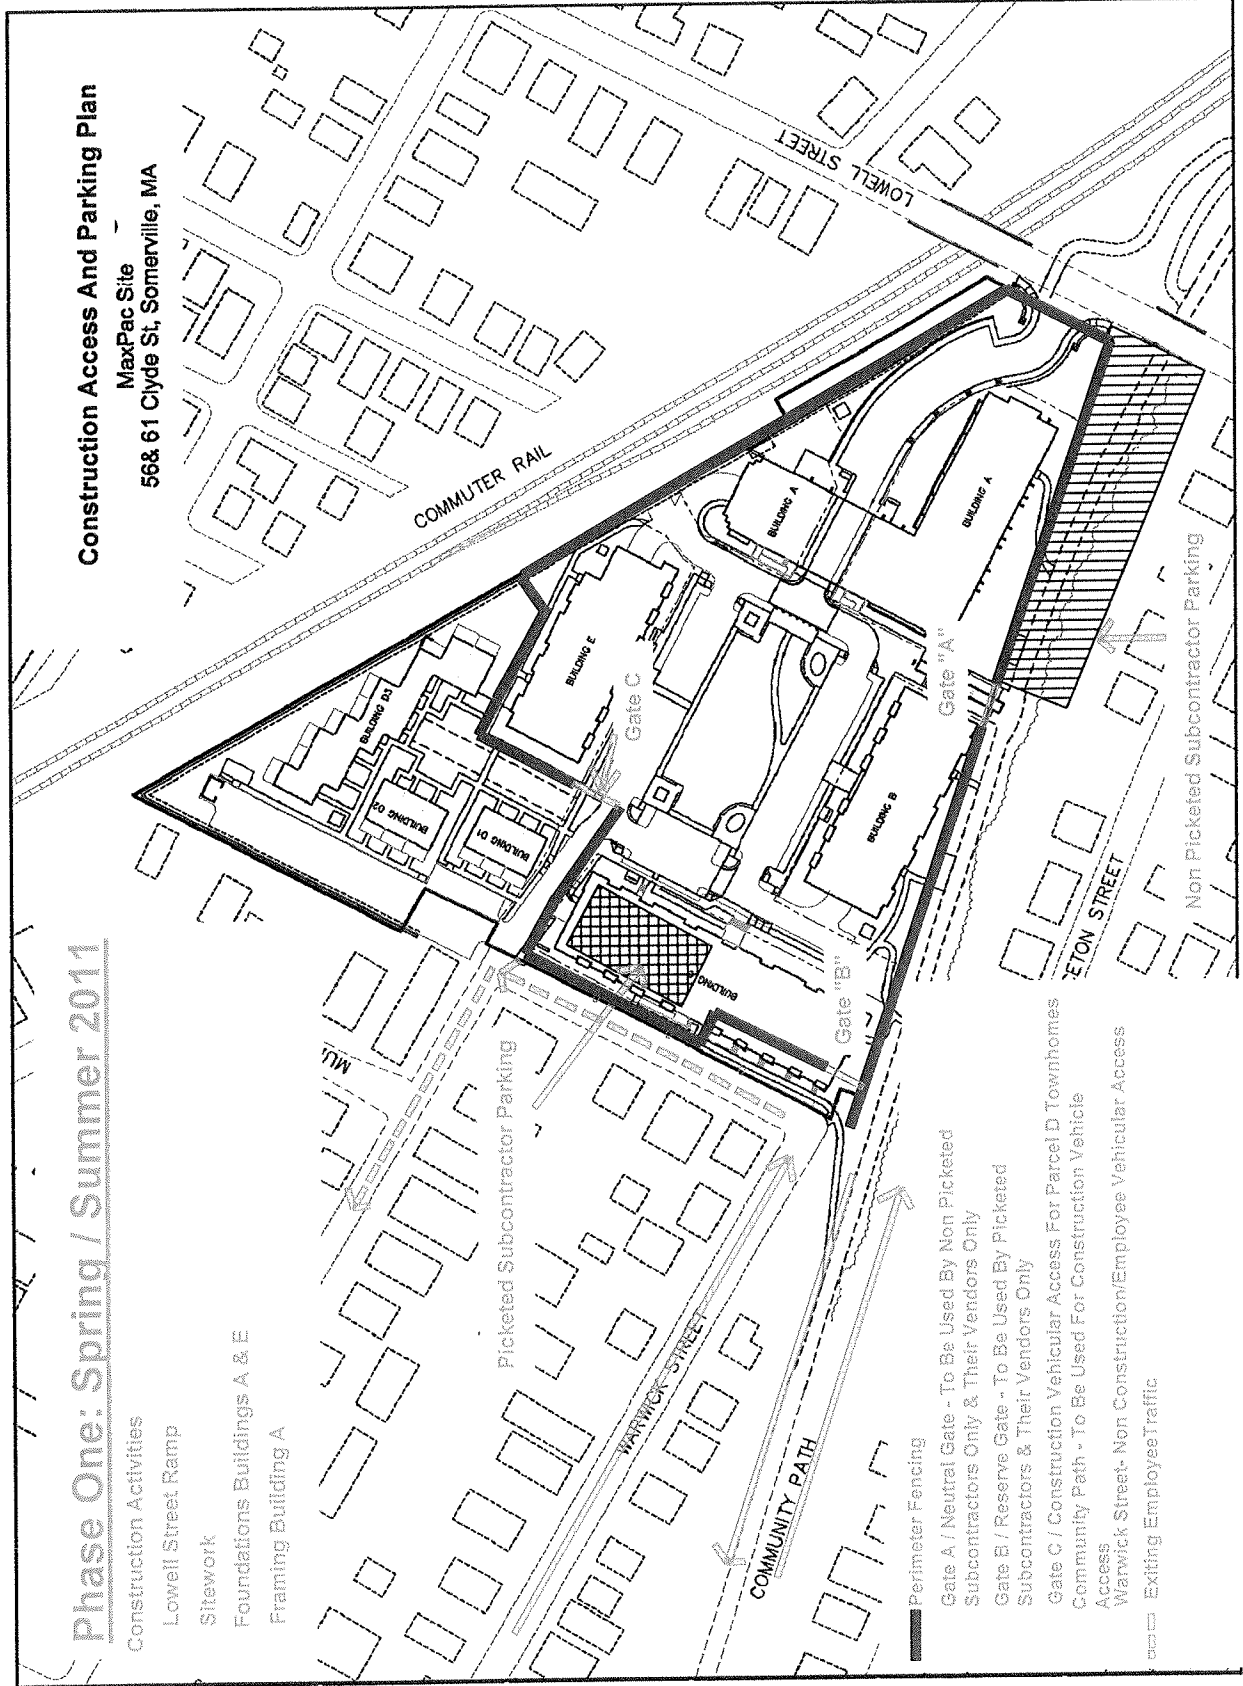 Construction Access And Parking Plan
MaxPac Site
56& 61 Clyde St, Somerville, MA
Phase One: Spring / Summer 2011
Construction Activities
Lowell Street Ramp
Sitework
Foundations Buildings A & E
Framing Building A
COMMUTER RAIL
LOWELL STREET
BUILDING D3
BUILDING D2
BUILDING D1
BUILDING E
BUILDING A
BUILDING A
BUILDING B
BUILDING
Gate C
Gate "A"
Gate "B"
Picketed Subcontractor Parking
Non Picketed Subcontractor Parking
WARWICK STREET
COMMUNITY PATH
ETON STREET
Perimeter Fencing
Gate A / Neutral Gate - To Be Used By Non Picketed
Subcontractors Only & Their Vendors Only
Gate B / Reserve Gate - To Be Used By Picketed
Subcontractors & Their Vendors Only
Gate C / Construction Vehicular Access For Parcel D Townhomes
Community Path - To Be Used For Construction Vehicle
Access
Warwick Street- Non Construction/Employee Vehicular Access
Exiting EmployeeTraffic